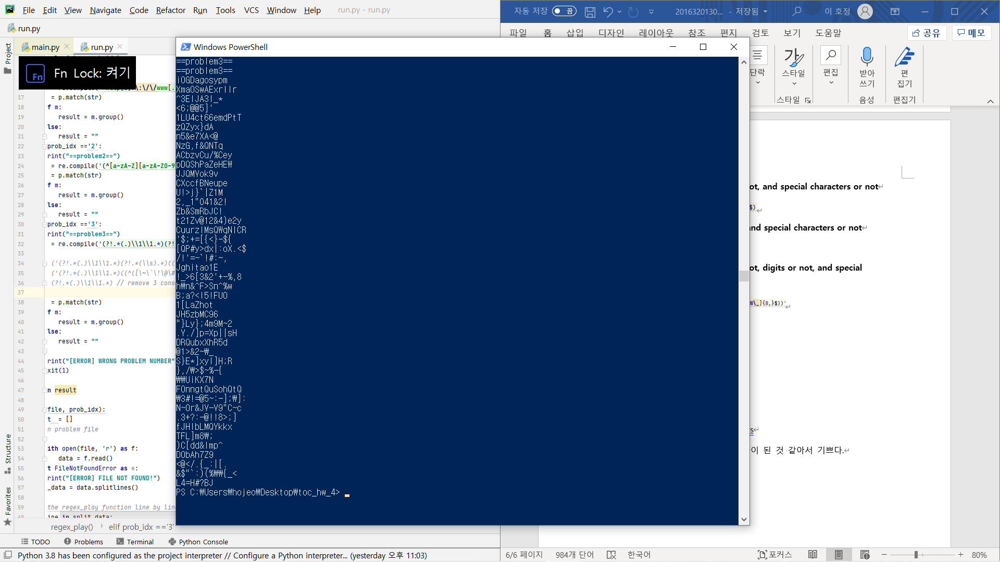 File Edit View Navigate Code Refactor Run Tools VCS Window Help run.py - run.py
run.py
main.py run.py
Project
Fn Fn Lock: 켜기
17 = p.match(str)
18 f m:
19 result = m.group()
20 lse:
21 result = ""
22 prob_idx =='2':
23 rint("==problem2==")
24 = re.compile('(^[a-zA-Z][a-zA-Z0-9
25 = p.match(str)
26 f m:
27 result = m.group()
28 lse:
29 result = ""
30 prob_idx =='3':
31 rint("==problem3==")
32 = re.compile('(?!.*(.)\\1\\1.*)(?!
33
34 ('(?!.*(.)\\1\\1.*)(?!.*(\\s).*)((
35 ('(?!.*(.)\\1\\1.*)((^([\~\`\!\@\#
36 (?!.*(.)\\1\\1.*) // remove 3 cons
37
38 = p.match(str)
39 f m:
40 result = m.group()
41 lse:
42 result = ""
43
44 rint("[ERROR] WRONG PROBLEM NUMBER"
45 xit(1)
46
47 n result
48
49 file, prob_idx):
50 t = []
51 n problem file
52
53 ith open(file, 'r') as f:
54 data = f.read()
55 t FileNotFoundError as e:
56 rint("[ERROR] FILE NOT FOUND!")
57 _data = data.splitlines()
58
59 the regex_play function line by line
60 ine in split_data:
Structure
Favorites
regex_play() › elif prob_idx =='3'
TODO Problems Terminal Python Console
Python 3.8 has been configured as the project interpreter // Configure a Python interpreter... (yesterday 오후 11:03)
Windows PowerShell
==problem3==
==problem3==
iOGDagosypm
XmaOSwAExrIIr
^3E|JA3|_*
<6;@@5]'
1LU4ct66emdPtT
zQZyx}dA
n5&e7XA<@
NzG,f&QNTq
ACbzvCu/%Cey
pDQShPaZeHEW
JJQMYok9v
CXccfBNeupe
U!>j}`|Z1M
2,_1"O41&2!
Zb&SmRbJC!
t21Zv@12&4)e2y
CuurzIMsQWqNICR
'$;+=[{<}-${
[QP#y>dx|:oX.<$
/!'=~`!#:~,
Jghitao1E
!_>6[3&2'+-%,8
h₩n&^F>Sn^%w
B;a?<I5!FUO
1[LaZhot
JH5zbMC96
"}Ly};4m9M~2
.Y./]p=Xp||sH
DRQubxXhR5d
@1>&2~₩_
S}E*]xyI]H;R
},/₩>$~%-{
₩₩UiKX7N
FOnngtQuSohQtQ
₩3#!=@5~:-];₩]:
N~Or&JY-Y9"C~c
.3+?:-@!!8>;]
fJHIbLMQYkkx
TFL]m8₩;
)C[dd&Imp^
DObAh7Z9
<@</.{_:|[.
&$"`:)(%₩₩{_<
L4=H#?BJ
PS C:₩Users₩hojeo₩Desktop₩toc_hw_4>
자동 저장 끔 2016320130... - 저장됨 이 호정
파일 홈 삽입 디자인 레이아웃 참조 편지 검토 보기 도움말 공유 메모
단락 스타일 편집 받아쓰기 편집기
스타일 음성 편집기
ot, and special characters or not
$)
and special characters or not
ot, digits or not, and special
W\_]{8,}$))'
s
이 된 것 같아서 기쁘다.
6/6 페이지 984개 단어 한국어 포커스 80%